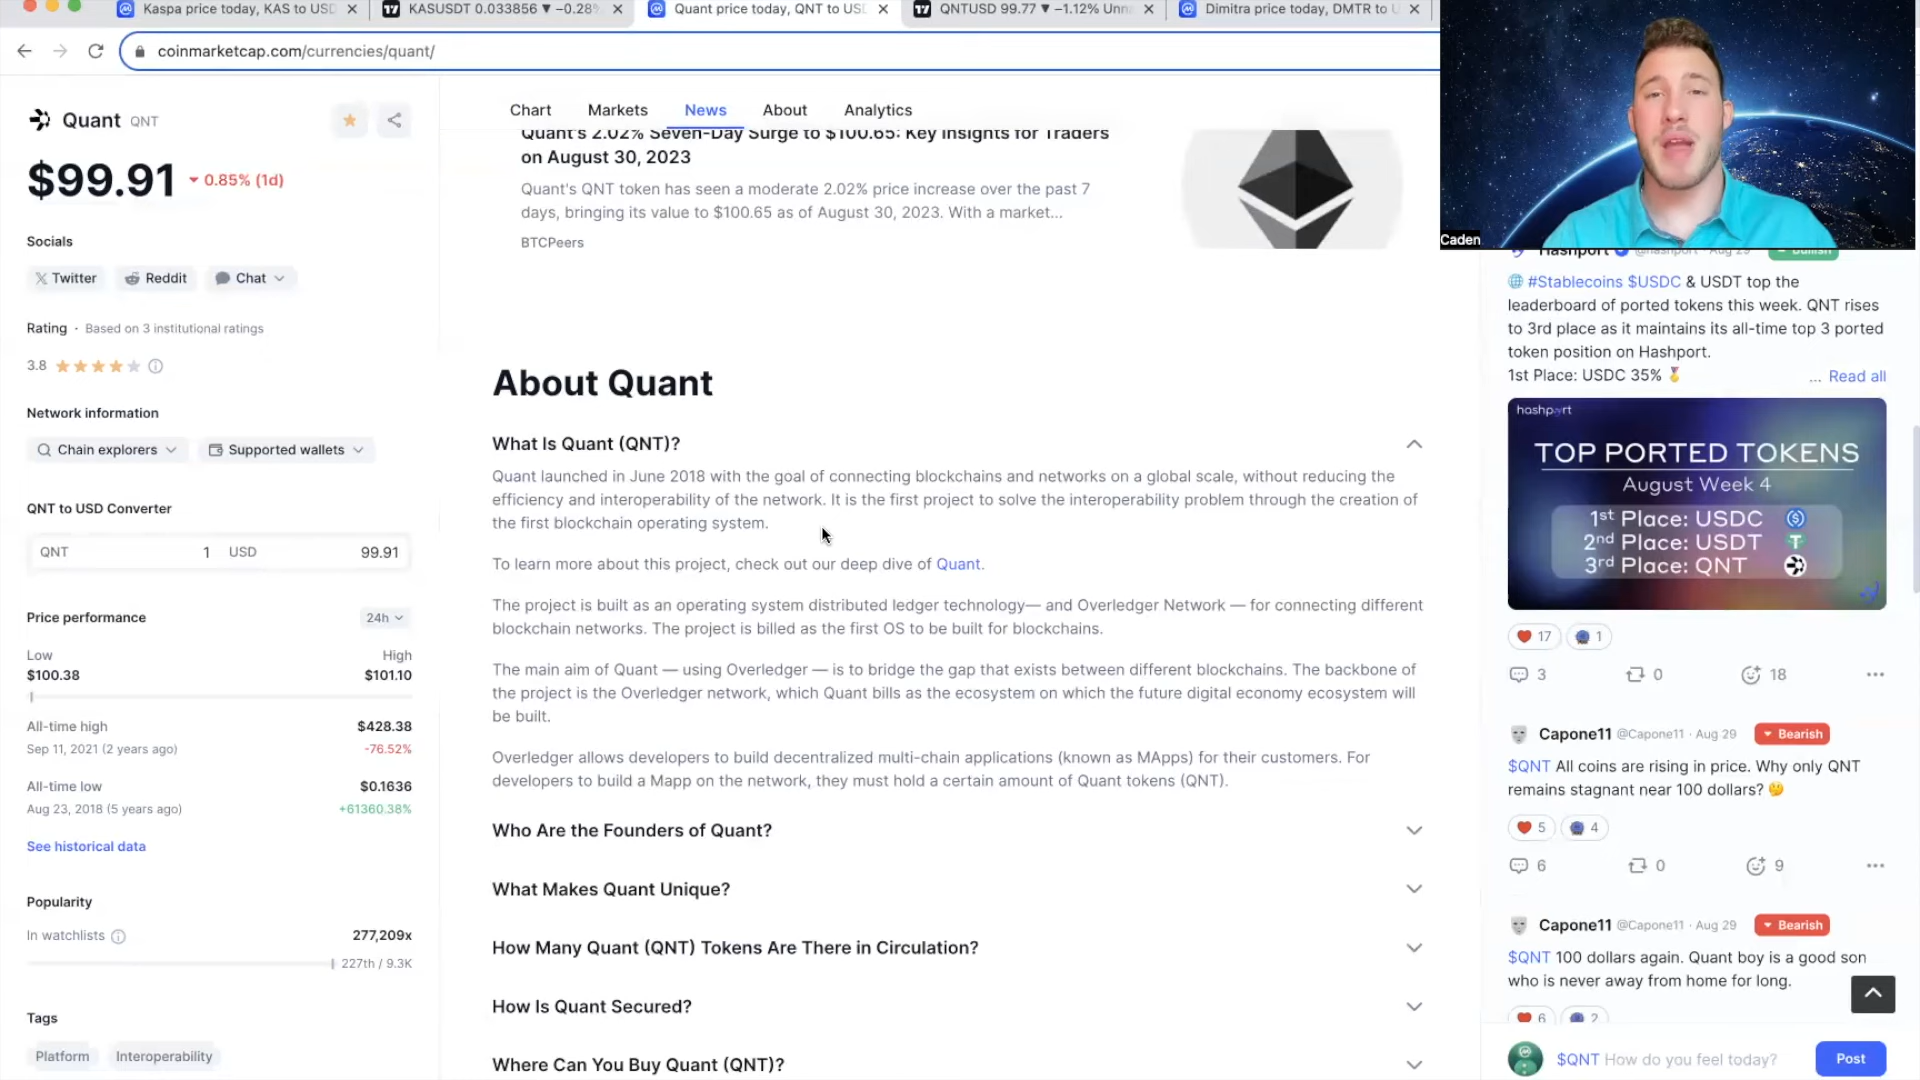 Kaspa price today, KAS to USD
KASUSDT 0.033856 ▼ −0.28%
Quant price today, QNT to USD
QNTUSD 99.77 ▼ −1.12% Unn
Dimitra price today, DMTR to U
coinmarketcap.com/currencies/quant/
Quant QNT
$99.91 0.85% (1d)
Socials
Twitter Reddit Chat
Rating · Based on 3 institutional ratings
3.8
Network information
Chain explorers Supported wallets
QNT to USD Converter
QNT 1 USD 99.91
Price performance 24h
Low High
$100.38 $101.10
All-time high $428.38
Sep 11, 2021 (2 years ago) -76.52%
All-time low $0.1636
Aug 23, 2018 (5 years ago) +61360.38%
See historical data
Popularity
In watchlists 277,209x
227th / 9.3K
Tags
Platform Interoperability
Chart Markets News About Analytics
Quant's 2.02% Seven-Day Surge to $100.65: Key Insights for Traders
on August 30, 2023
Quant's QNT token has seen a moderate 2.02% price increase over the past 7
days, bringing its value to $100.65 as of August 30, 2023. With a market...
BTCPeers
About Quant
What Is Quant (QNT)?
Quant launched in June 2018 with the goal of connecting blockchains and networks on a global scale, without reducing the
efficiency and interoperability of the network. It is the first project to solve the interoperability problem through the creation of
the first blockchain operating system.
To learn more about this project, check out our deep dive of Quant.
The project is built as an operating system distributed ledger technology— and Overledger Network — for connecting different
blockchain networks. The project is billed as the first OS to be built for blockchains.
The main aim of Quant — using Overledger — is to bridge the gap that exists between different blockchains. The backbone of
the project is the Overledger network, which Quant bills as the ecosystem on which the future digital economy ecosystem will
be built.
Overledger allows developers to build decentralized multi-chain applications (known as MApps) for their customers. For
developers to build a Mapp on the network, they must hold a certain amount of Quant tokens (QNT).
Who Are the Founders of Quant?
What Makes Quant Unique?
How Many Quant (QNT) Tokens Are There in Circulation?
How Is Quant Secured?
Where Can You Buy Quant (QNT)?
Caden
Hashport @hashport · Aug 29 Bullish
#Stablecoins $USDC & USDT top the
leaderboard of ported tokens this week. QNT rises
to 3rd place as it maintains its all-time top 3 ported
token position on Hashport.
1st Place: USDC 35% ... Read all
hashport
TOP PORTED TOKENS
August Week 4
1st Place: USDC
2nd Place: USDT
3rd Place: QNT
17 1
3 0 18
Capone11 @Capone11 · Aug 29 Bearish
$QNT All coins are rising in price. Why only QNT
remains stagnant near 100 dollars? 🤔
5 4
6 0 9
Capone11 @Capone11 · Aug 29 Bearish
$QNT 100 dollars again. Quant boy is a good son
who is never away from home for long.
6 2
$QNT How do you feel today? Post